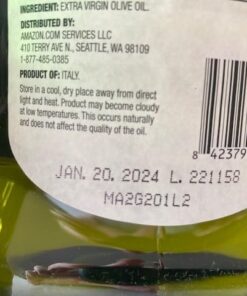 INGREDIENT: EXTRA VIRGIN OLIVE OIL.
DISTRIBUTED BY:
AMAZON.COM SERVICES LLC
410 TERRY AVE N., SEATTLE, WA 98109
1-877-485-0385
PRODUCT OF: ITALY.
Store in a cool, dry place away from direct
light and heat. Product may become cloudy
at low temperatures. This occurs naturally
and does not affect the quality of the oil.
8 42379
JAN. 20. 2024 L. 221158
MA2G201L2